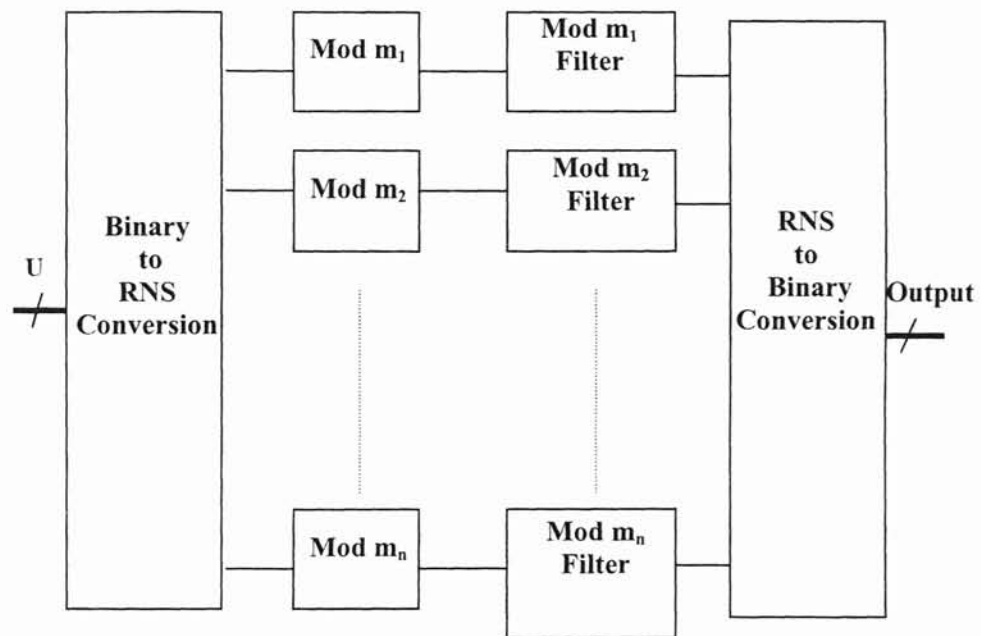 U
Binary
to
RNS
Conversion
Mod m₁
Mod m₁
Filter
Mod m₂
Mod m₂
Filter
Mod mₙ
Mod mₙ
Filter
RNS
to
Binary
Conversion
Output